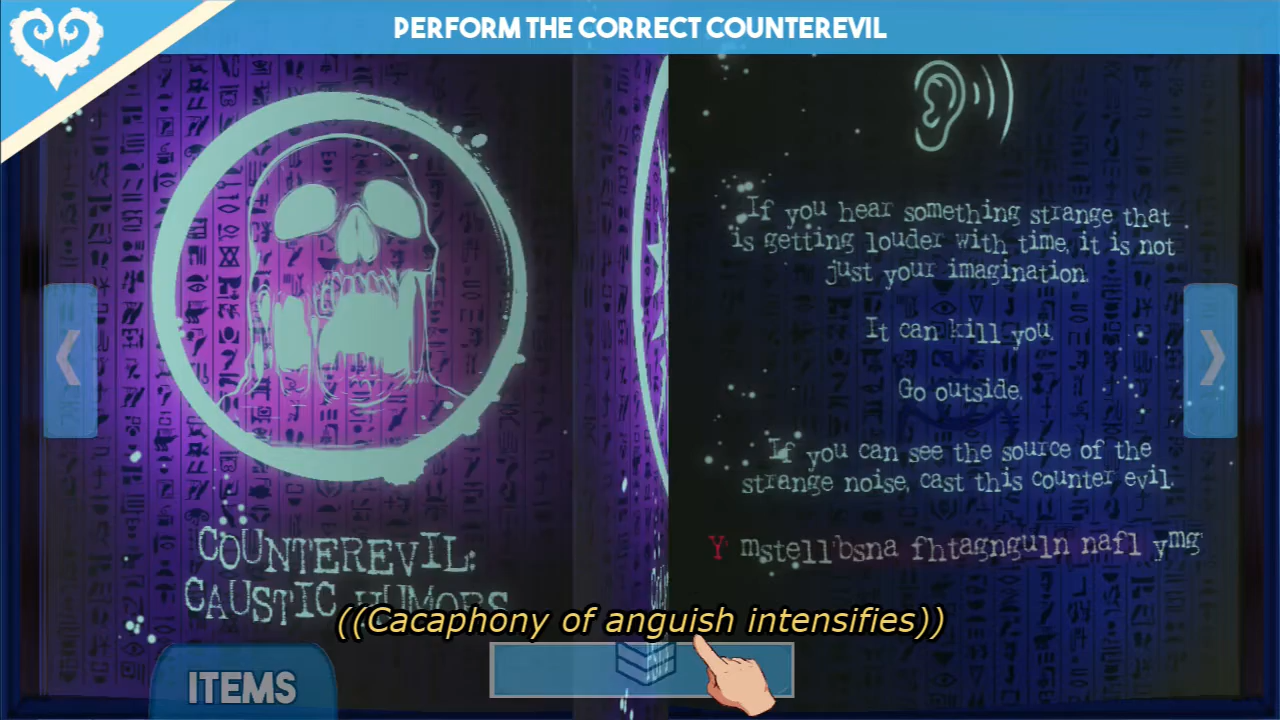 PERFORM THE CORRECT COUNTEREVIL
COUNTEREVIL:
CAUSTIC HUMORS
If you hear something strange that
is getting louder with time, it is not
just your imagination.
It can kill you.
Go outside.
If you can see the source of the
strange noise, cast this counter evil.
Y' mstell'bsna fhtagnguln nafl ymg'
((Cacaphony of anguish intensifies))
ITEMS